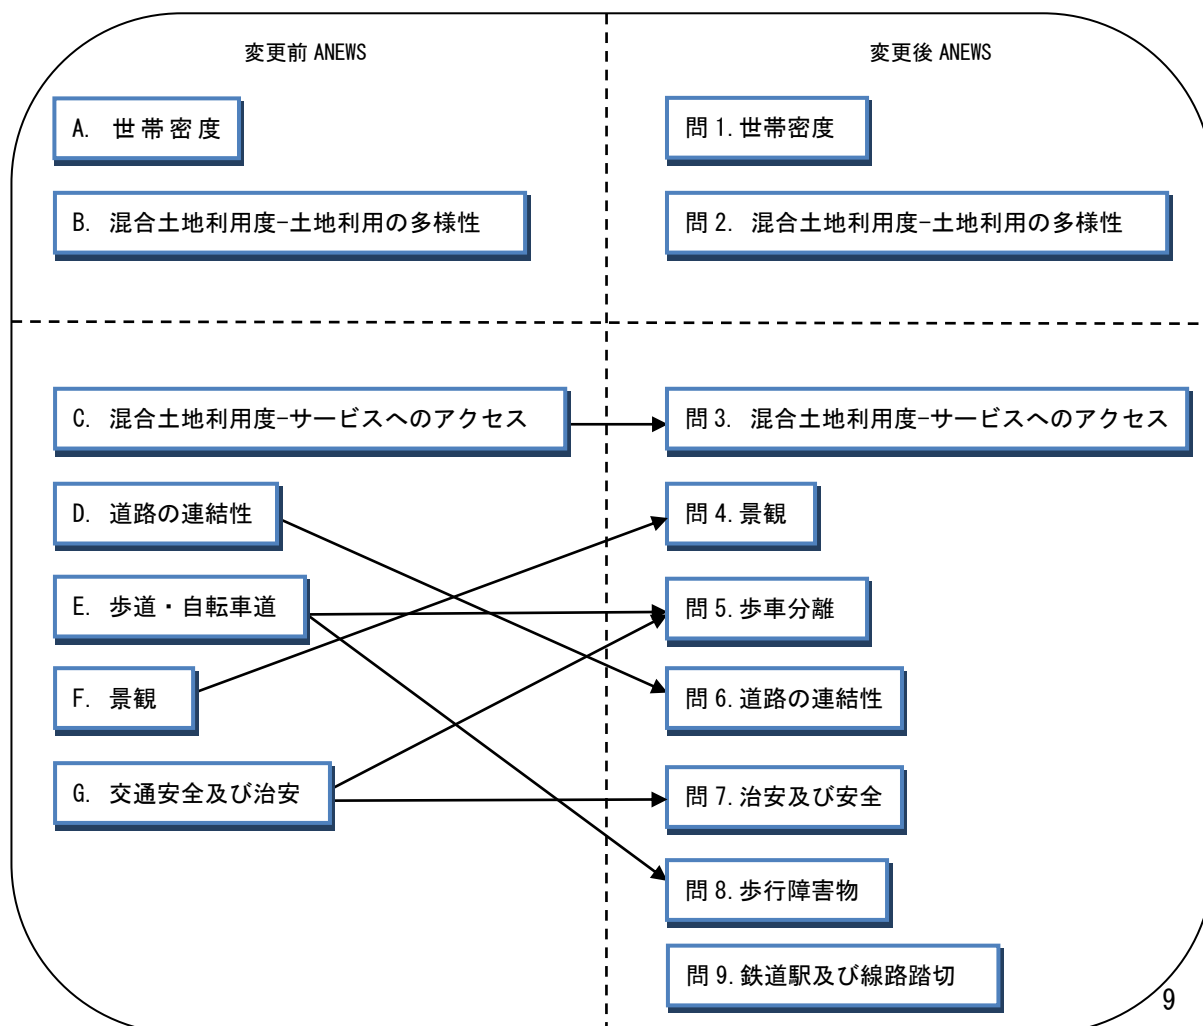 変更前 ANEWS
変更後 ANEWS
A. 世帯密度
問1.世帯密度
B. 混合土地利用度-土地利用の多様性
問2. 混合土地利用度-土地利用の多様性
C. 混合土地利用度-サービスへのアクセス
問3. 混合土地利用度-サービスへのアクセス
D. 道路の連結性
問4.景観
E. 歩道・自転車道
問5.歩車分離
F. 景観
問6.道路の連結性
G. 交通安全及び治安
問7.治安及び安全
問8.歩行障害物
問9.鉄道駅及び線路踏切
9